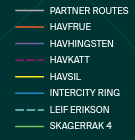 PARTNER ROUTES
HAVFRUE
HAVHINGSTEN
HAVKATT
HAVSIL
INTERCITY RING
LEIF ERIKSON
SKAGERRAK 4